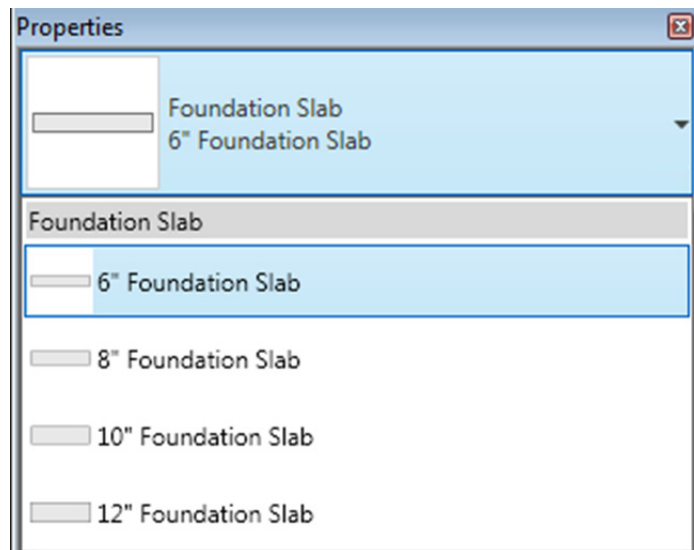 Properties
Foundation Slab
6" Foundation Slab
Foundation Slab
6" Foundation Slab
8" Foundation Slab
10" Foundation Slab
12" Foundation Slab